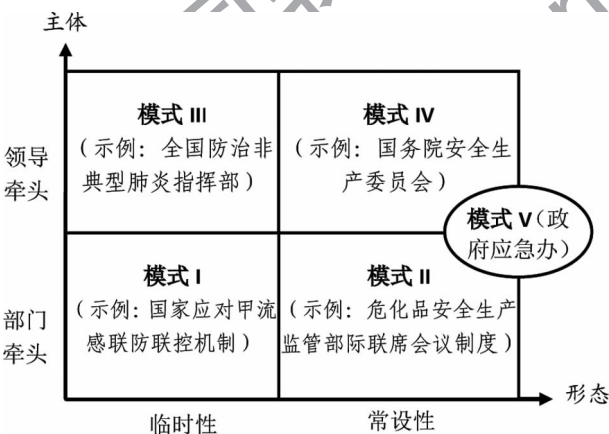 主体
模式 III
（示例：全国防治非
典型肺炎指挥部）
模式 IV
（示例：国务院安全生
产委员会）
领导
牵头
模式 V（政
府应急办）
模式 I
（示例：国家应对甲流
感联防联控机制）
模式 II
（示例：危化品安全生产
监管部际联席会议制度）
部门
牵头
形态
临时性
常设性